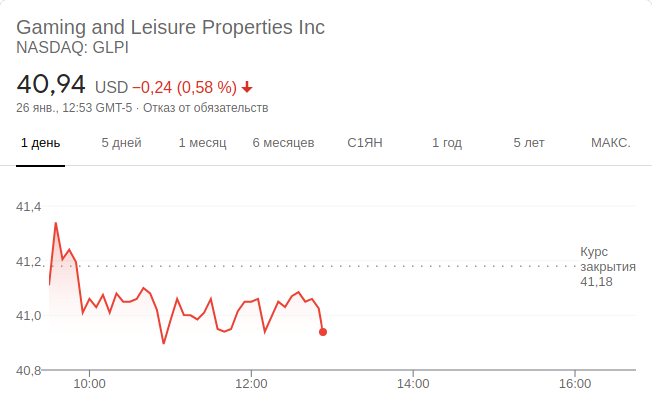 Gaming and Leisure Properties Inc
NASDAQ: GLPI
40,94 USD −0,24 (0,58 %)
26 янв., 12:53 GMT-5 · Отказ от обязательств
1 день 5 дней 1 месяц 6 месяцев С1ЯН 1 год 5 лет МАКС.
41,4
41,2
41,0
40,8
Курс
закрытия
41,18
10:00 12:00 14:00 16:00